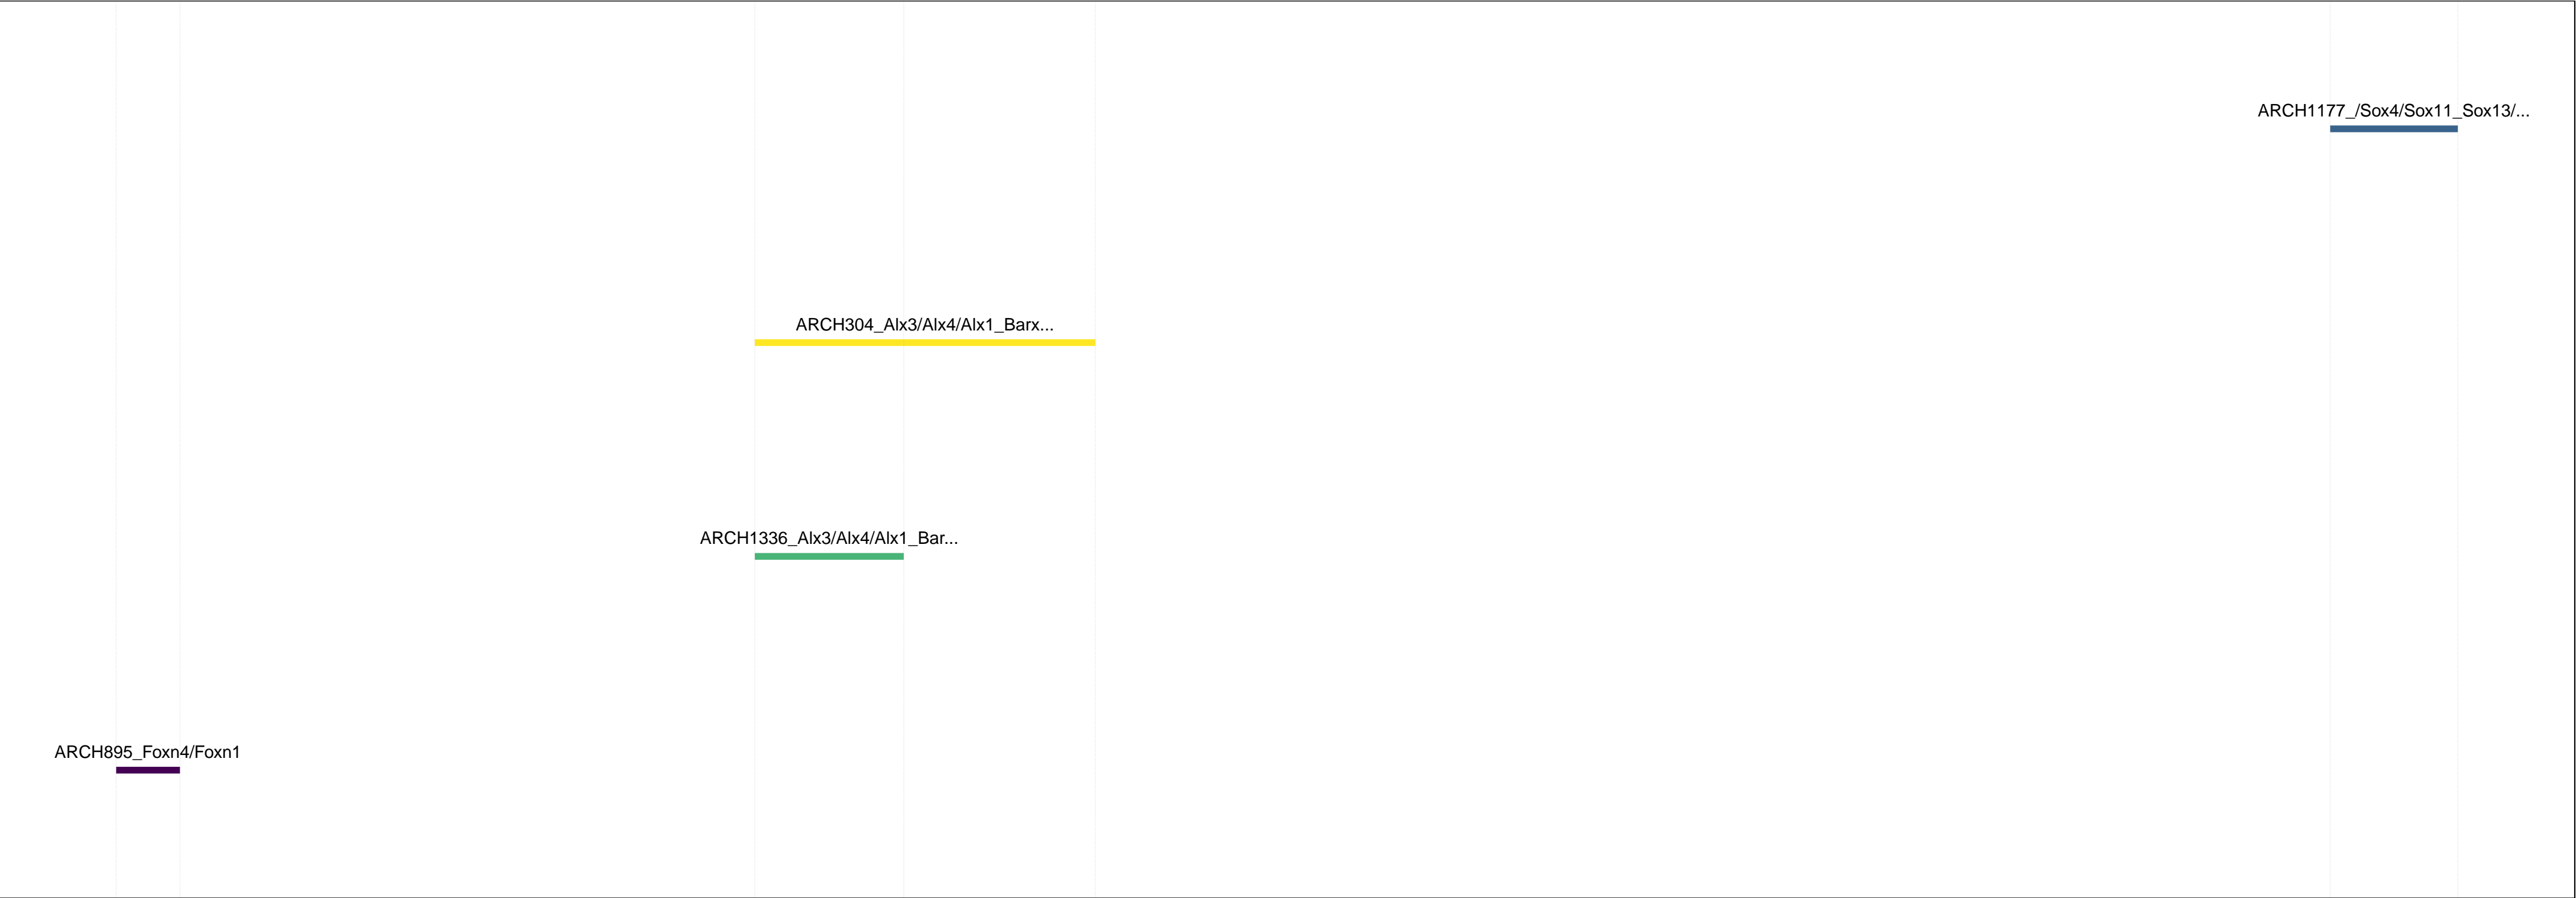 ARCH1177_/Sox4/Sox11_Sox13/...
ARCH304_Alx3/Alx4/Alx1_Barx...
ARCH1336_Alx3/Alx4/Alx1_Bar...
ARCH895_Foxn4/Foxn1